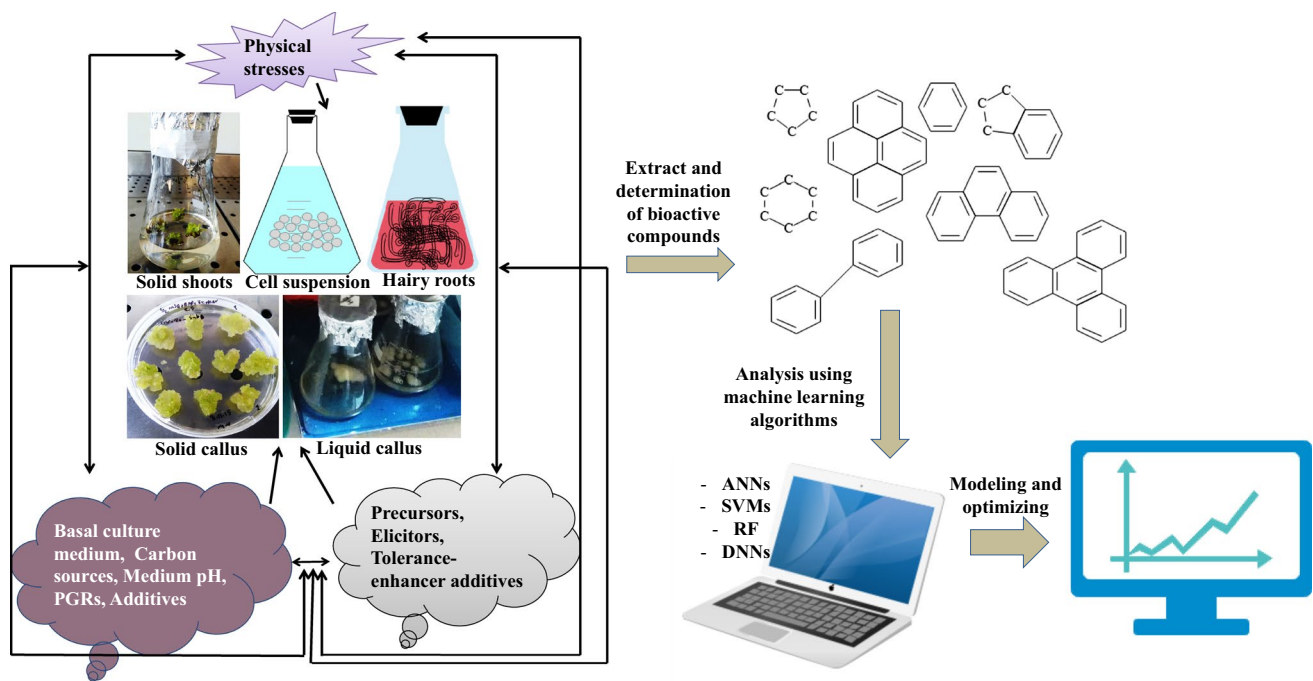 Physical
stresses
Solid shoots
Cell suspension
Hairy roots
Solid callus
Liquid callus
Basal culture
medium, Carbon
sources, Medium pH,
PGRs, Additives
Precursors,
Elicitors,
Tolerance-
enhancer additives
Extract and
determination
of bioactive
compounds
C C
C C
C
C
C C
C C
C
C
C
C
Analysis using
machine learning
algorithms
- ANNs
- SVMs
- RF
- DNNs
Modeling and
optimizing